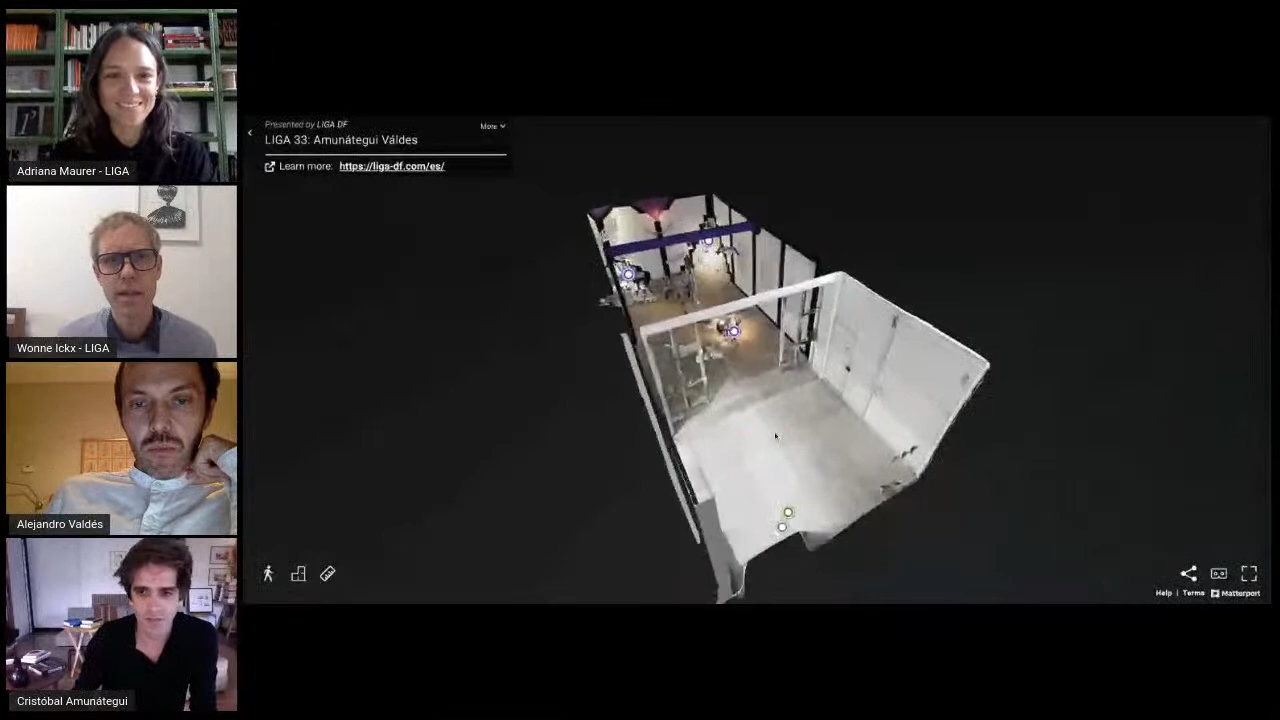 Adriana Maurer - LIGA
Wonne Ickx - LIGA
Alejandro Valdés
Cristóbal Amunátegui
Presented by LIGA DF
More
LIGA 33: Amunátegui Váldes
Learn more: https://liga-df.com/es/
Help | Terms Matterport